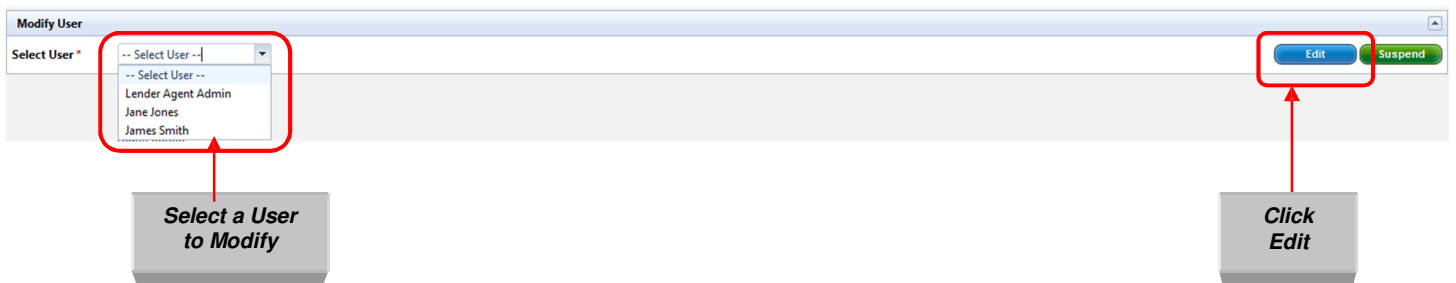 Modify User
Select User * -- Select User -- Edit Suspend
-- Select User --
Lender Agent Admin
Jane Jones
James Smith
Select a User
to Modify
Click
Edit